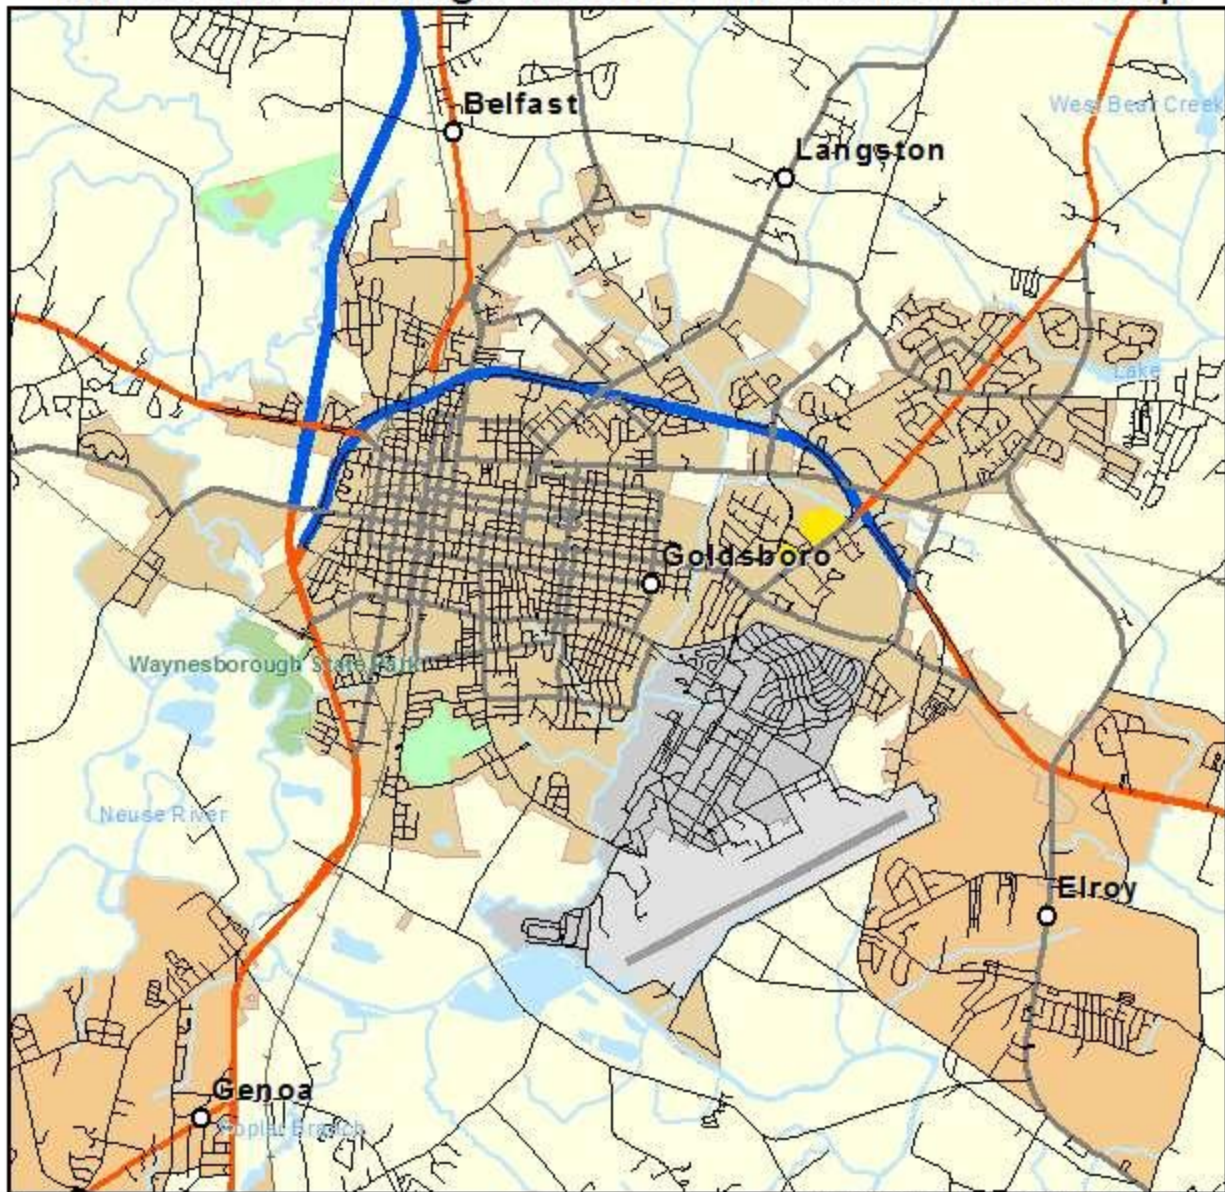 Belfast
West Bear Creek
Langston
Lake
Goldsboro
Waynesborough State Park
Neuse River
Elroy
Genoa
Poplar Branch